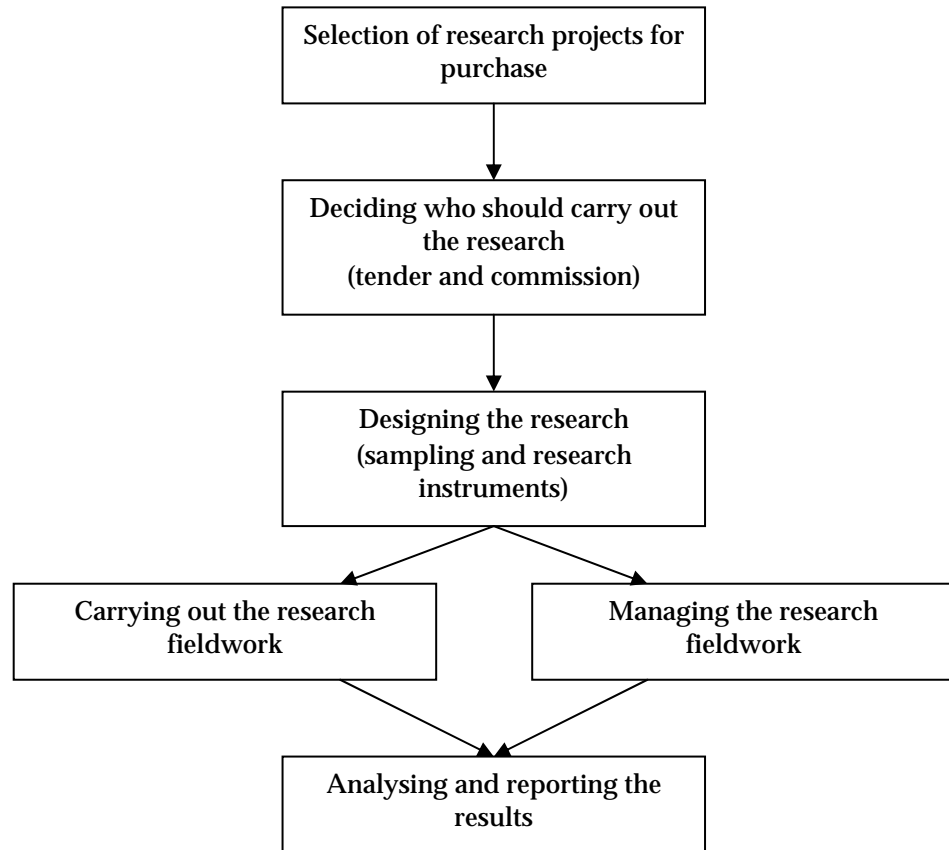 Selection of research projects for
purchase
Deciding who should carry out
the research
(tender and commission)
Designing the research
(sampling and research
instruments)
Carrying out the research
fieldwork
Managing the research
fieldwork
Analysing and reporting the
results